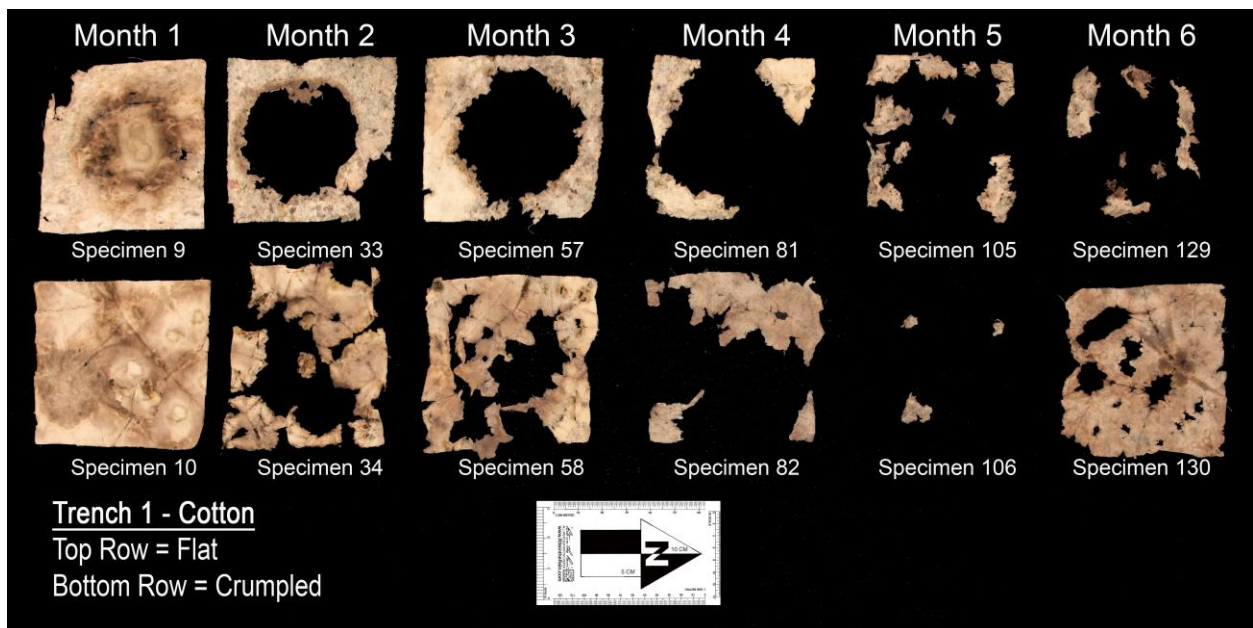 Month 1 Month 2 Month 3 Month 4 Month 5 Month 6
Specimen 9 Specimen 33 Specimen 57 Specimen 81 Specimen 105 Specimen 129
Specimen 10 Specimen 34 Specimen 58 Specimen 82 Specimen 106 Specimen 130
Trench 1 - Cotton
Top Row = Flat
Bottom Row = Crumpled
N
10 CM
5 CM